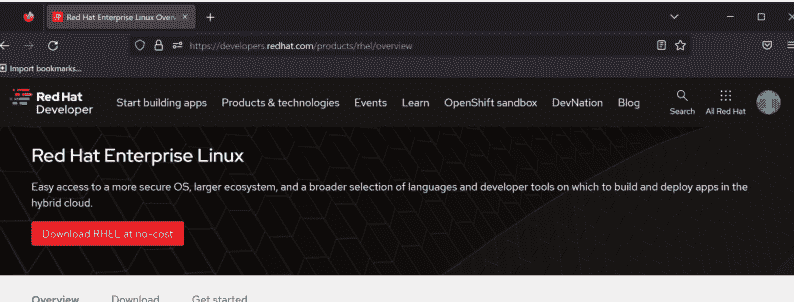 Red Hat Enterprise Linux Over
https://developers.redhat.com/products/rhel/overview
Import bookmarks...
Red Hat
Developer
Start building apps Products & technologies Events Learn OpenShift sandbox DevNation Blog
Search All Red Hat
Red Hat Enterprise Linux
Easy access to a more secure OS, larger ecosystem, and a broader selection of languages and developer tools on which to build and deploy apps in the
hybrid cloud.
Download RHEL at no-cost
Overview Download Get started